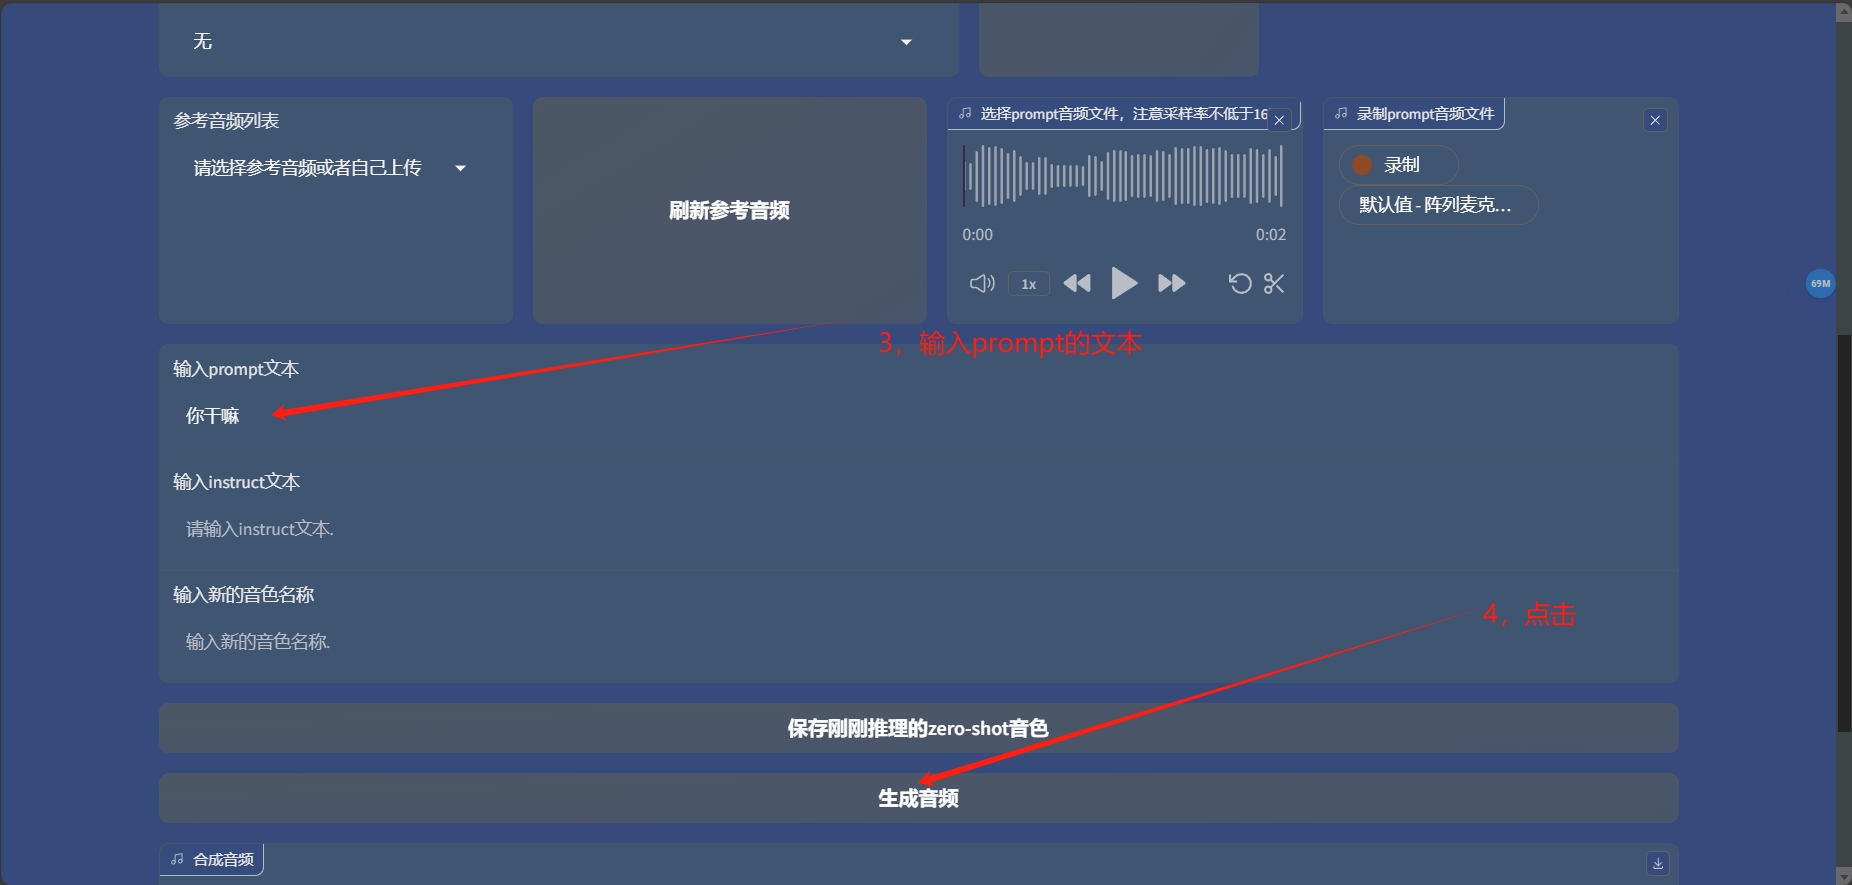 无
参考音频列表
请选择参考音频或者自己上传
刷新参考音频
选择prompt音频文件，注意采样率不低于16
0:00
0:02
1x
录制prompt音频文件
录制
默认值 - 阵列麦克...
69M
3，输入prompt的文本
输入prompt文本
你干嘛
输入instruct文本
请输入instruct文本.
输入新的音色名称
输入新的音色名称.
4，点击
保存刚刚推理的zero-shot音色
生成音频
合成音频